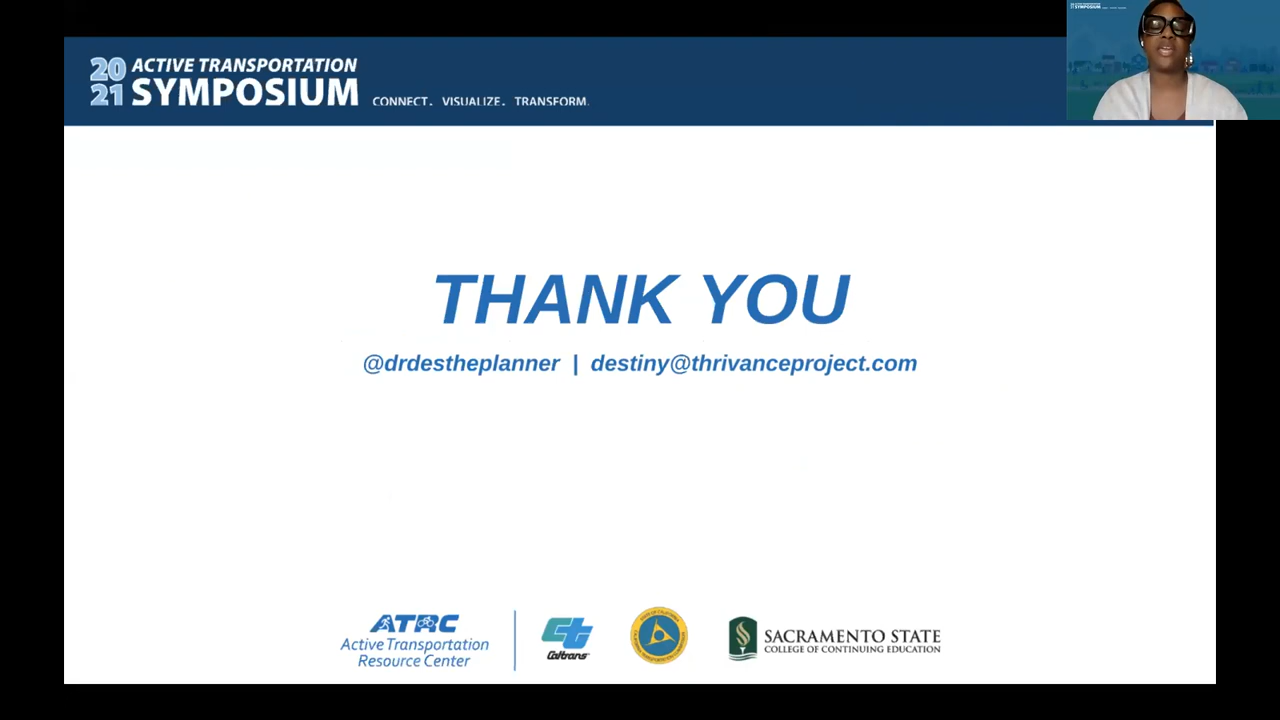 20
21
ACTIVE TRANSPORTATION
SYMPOSIUM
CONNECT. VISUALIZE. TRANSFORM.
THANK YOU
@drdestheplanner | destiny@thrivanceproject.com
ATRC
Active Transportation
Resource Center
ct
Caltrans
SACRAMENTO STATE
COLLEGE OF CONTINUING EDUCATION